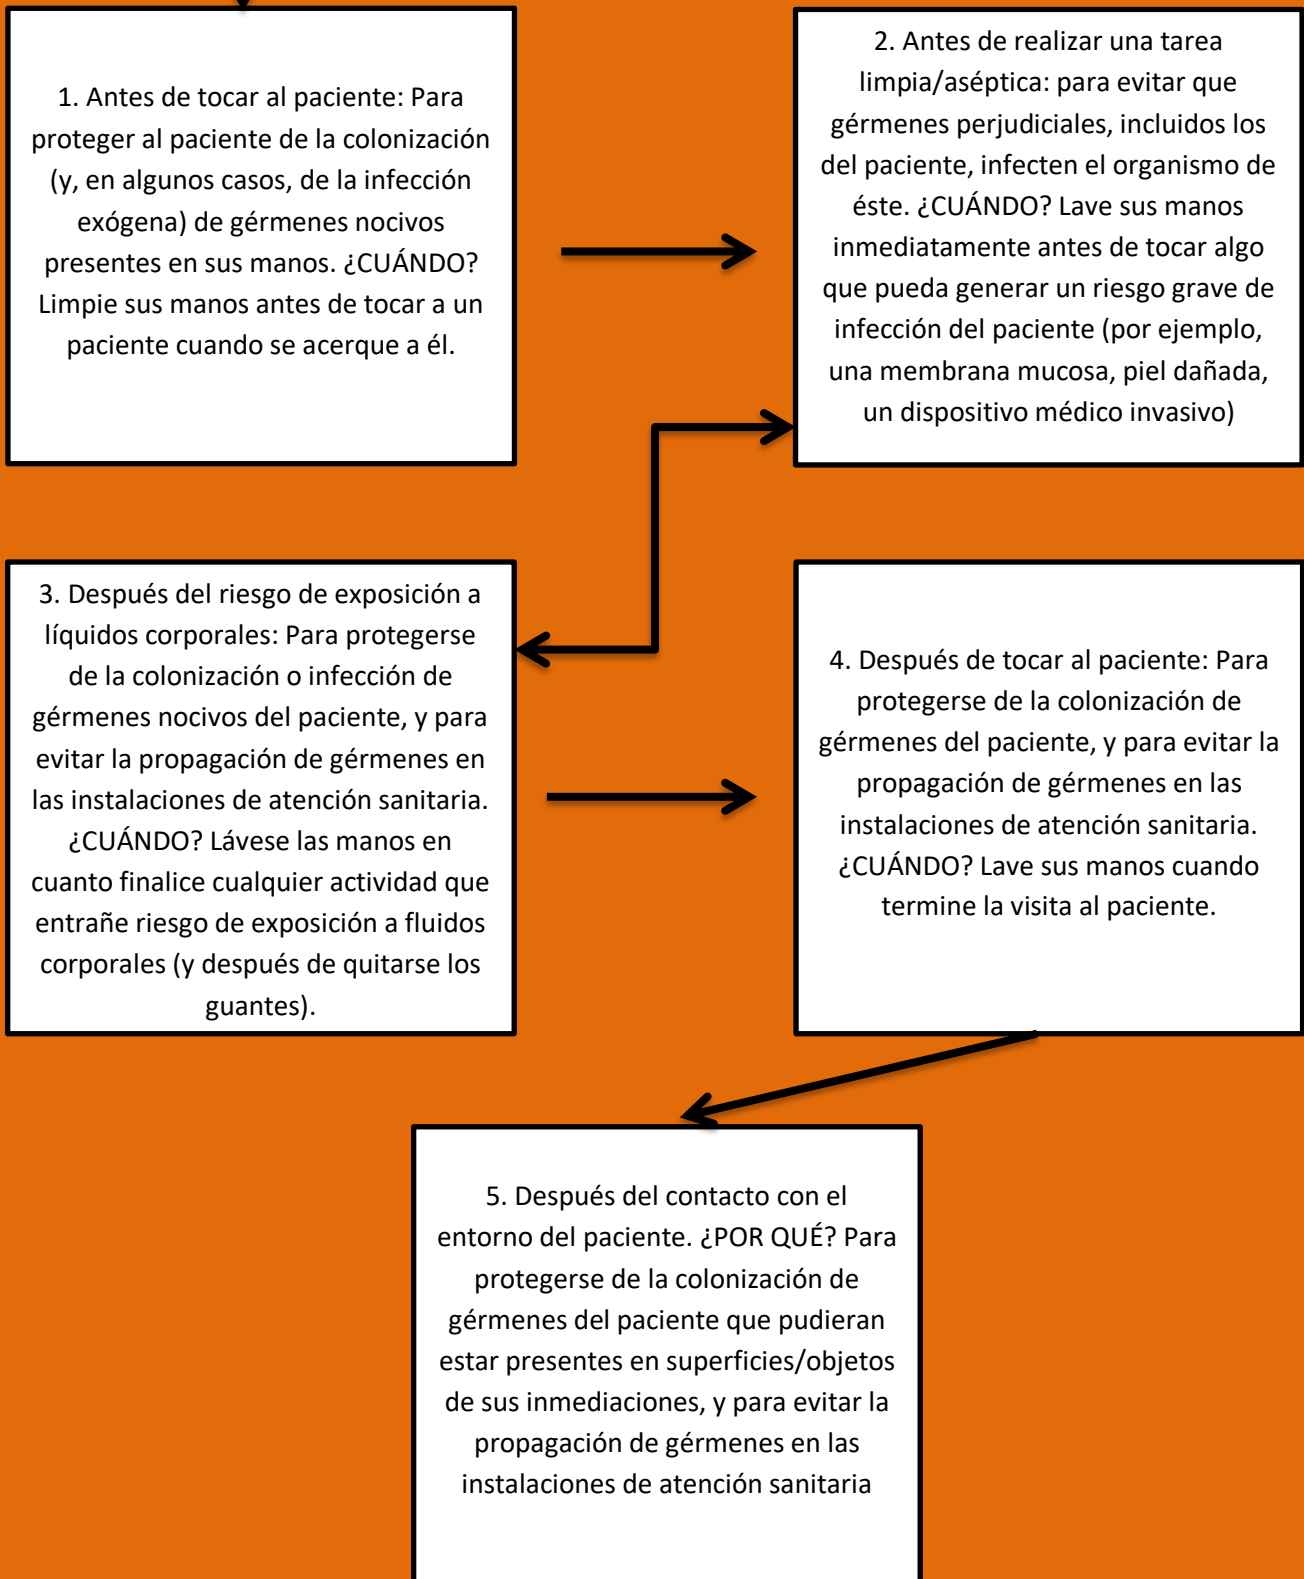 1. Antes de tocar al paciente: Para
proteger al paciente de la colonización
(y, en algunos casos, de la infección
exógena) de gérmenes nocivos
presentes en sus manos. ¿CUÁNDO?
Limpie sus manos antes de tocar a un
paciente cuando se acerque a él.
2. Antes de realizar una tarea
limpia/aséptica: para evitar que
gérmenes perjudiciales, incluidos los
del paciente, infecten el organismo de
éste. ¿CUÁNDO? Lave sus manos
inmediatamente antes de tocar algo
que pueda generar un riesgo grave de
infección del paciente (por ejemplo,
una membrana mucosa, piel dañada,
un dispositivo médico invasivo)
3. Después del riesgo de exposición a
líquidos corporales: Para protegerse
de la colonización o infección de
gérmenes nocivos del paciente, y para
evitar la propagación de gérmenes en
las instalaciones de atención sanitaria.
¿CUÁNDO? Lávese las manos en
cuanto finalice cualquier actividad que
entrañe riesgo de exposición a fluidos
corporales (y después de quitarse los
guantes).
4. Después de tocar al paciente: Para
protegerse de la colonización de
gérmenes del paciente, y para evitar la
propagación de gérmenes en las
instalaciones de atención sanitaria.
¿CUÁNDO? Lave sus manos cuando
termine la visita al paciente.
5. Después del contacto con el
entorno del paciente. ¿POR QUÉ? Para
protegerse de la colonización de
gérmenes del paciente que pudieran
estar presentes en superficies/objetos
de sus inmediaciones, y para evitar la
propagación de gérmenes en las
instalaciones de atención sanitaria